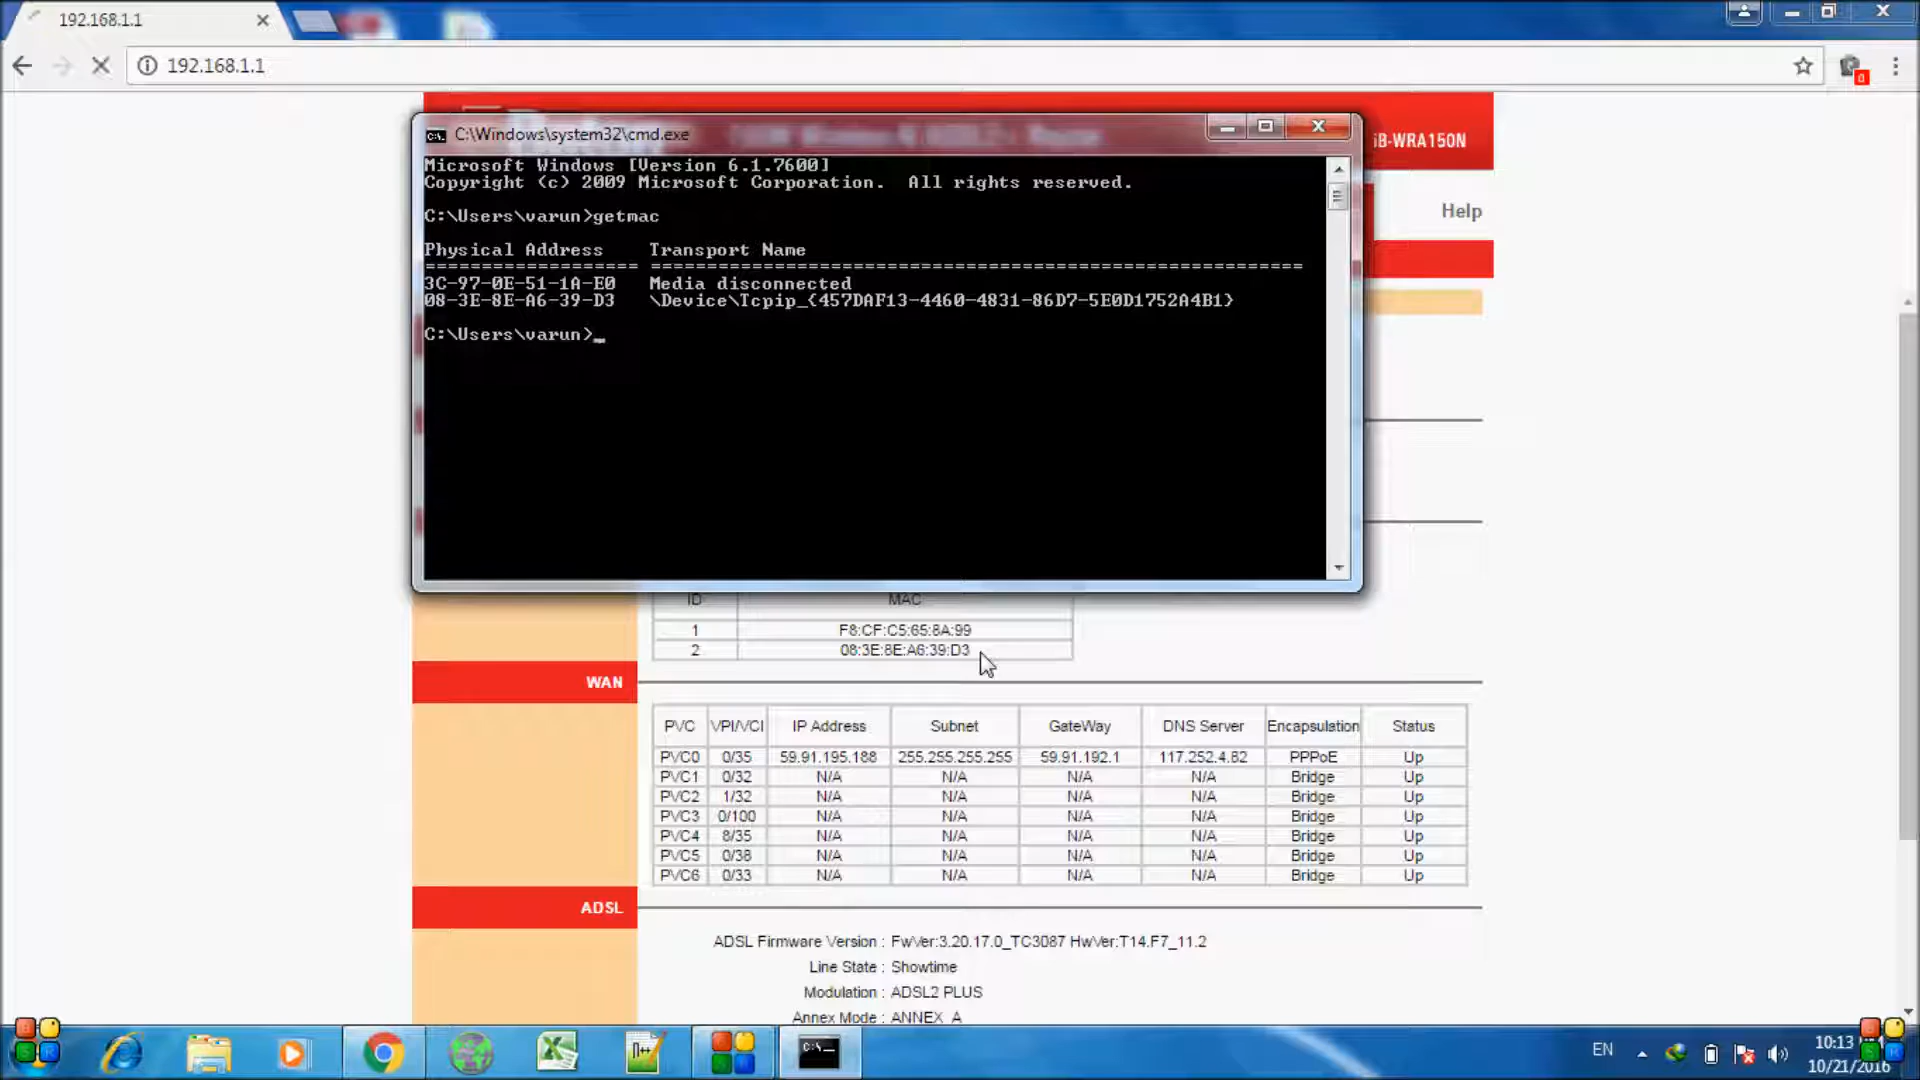 192.168.1.1
192.168.1.1
iB-WRA150N
Help
C:\Windows\system32\cmd.exe
Microsoft Windows [Version 6.1.7600]
Copyright (c) 2009 Microsoft Corporation.  All rights reserved.
C:\Users\varun>getmac
Physical Address    Transport Name
=================== ==========================================================
3C-97-0E-51-1A-E0   Media disconnected
08-3E-8E-A6-39-D3   \Device\Tcpip_{457DAF13-4460-4831-86D7-5E0D1752A4B1}
C:\Users\varun>_
ID MAC
1 F8:CF:C5:65:8A:99
2 08:3E:8E:A6:39:D3
WAN
PVC VPI/VCI IP Address Subnet GateWay DNS Server Encapsulation Status
PVC0 0/35 59.91.195.188 255.255.255.255 59.91.192.1 117.252.4.82 PPPoE Up
PVC1 0/32 N/A N/A N/A N/A Bridge Up
PVC2 1/32 N/A N/A N/A N/A Bridge Up
PVC3 0/100 N/A N/A N/A N/A Bridge Up
PVC4 8/35 N/A N/A N/A N/A Bridge Up
PVC5 0/38 N/A N/A N/A N/A Bridge Up
PVC6 0/33 N/A N/A N/A N/A Bridge Up
ADSL
ADSL Firmware Version : FwVer:3.20.17.0_TC3087 HwVer:T14.F7_11.2
Line State : Showtime
Modulation : ADSL2 PLUS
Annex Mode : ANNEX_A
EN
10:13
10/21/2016